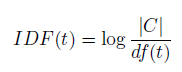 IDF(t) = log |C| / df(t)